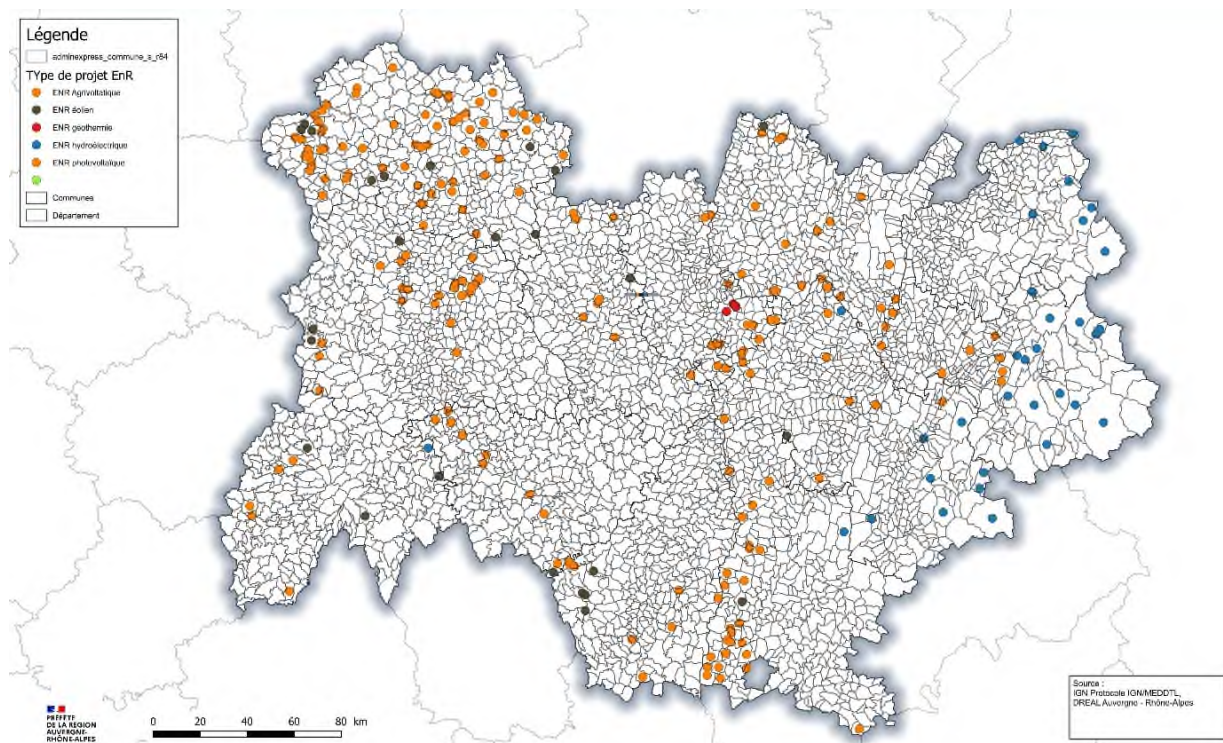 Légende
adminexpress_commune_a_r84
TYpe de projet EnR
ENR Agrivoltaïque
ENR éolien
ENR géothermie
ENR hydroélectrique
ENR photovoltaïque
Communes
Département
PRÉFÈTE
DE LA RÉGION
AUVERGNE-
RHÔNE-ALPES
0 20 40 60 80 km
Source :
IGN Protocole IGN/MEDDTL,
DREAL Auvergne - Rhône-Alpes